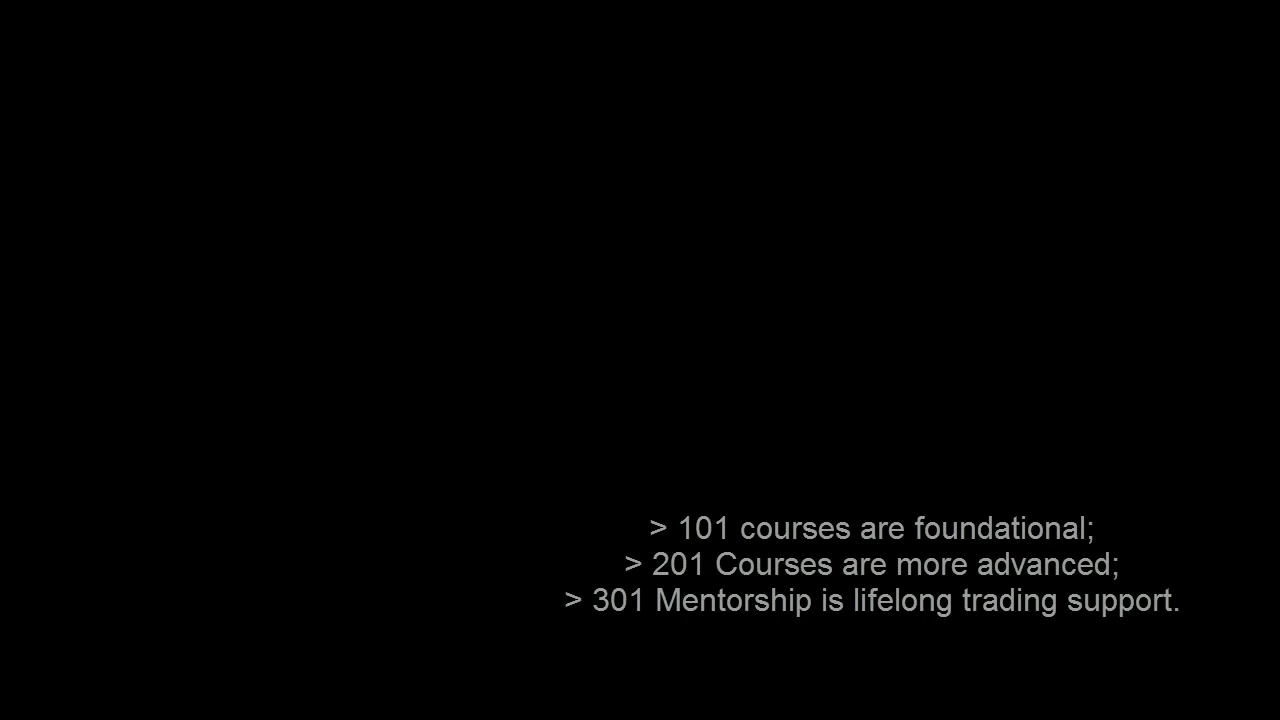 > 101 courses are foundational;
> 201 Courses are more advanced;
> 301 Mentorship is lifelong trading support.